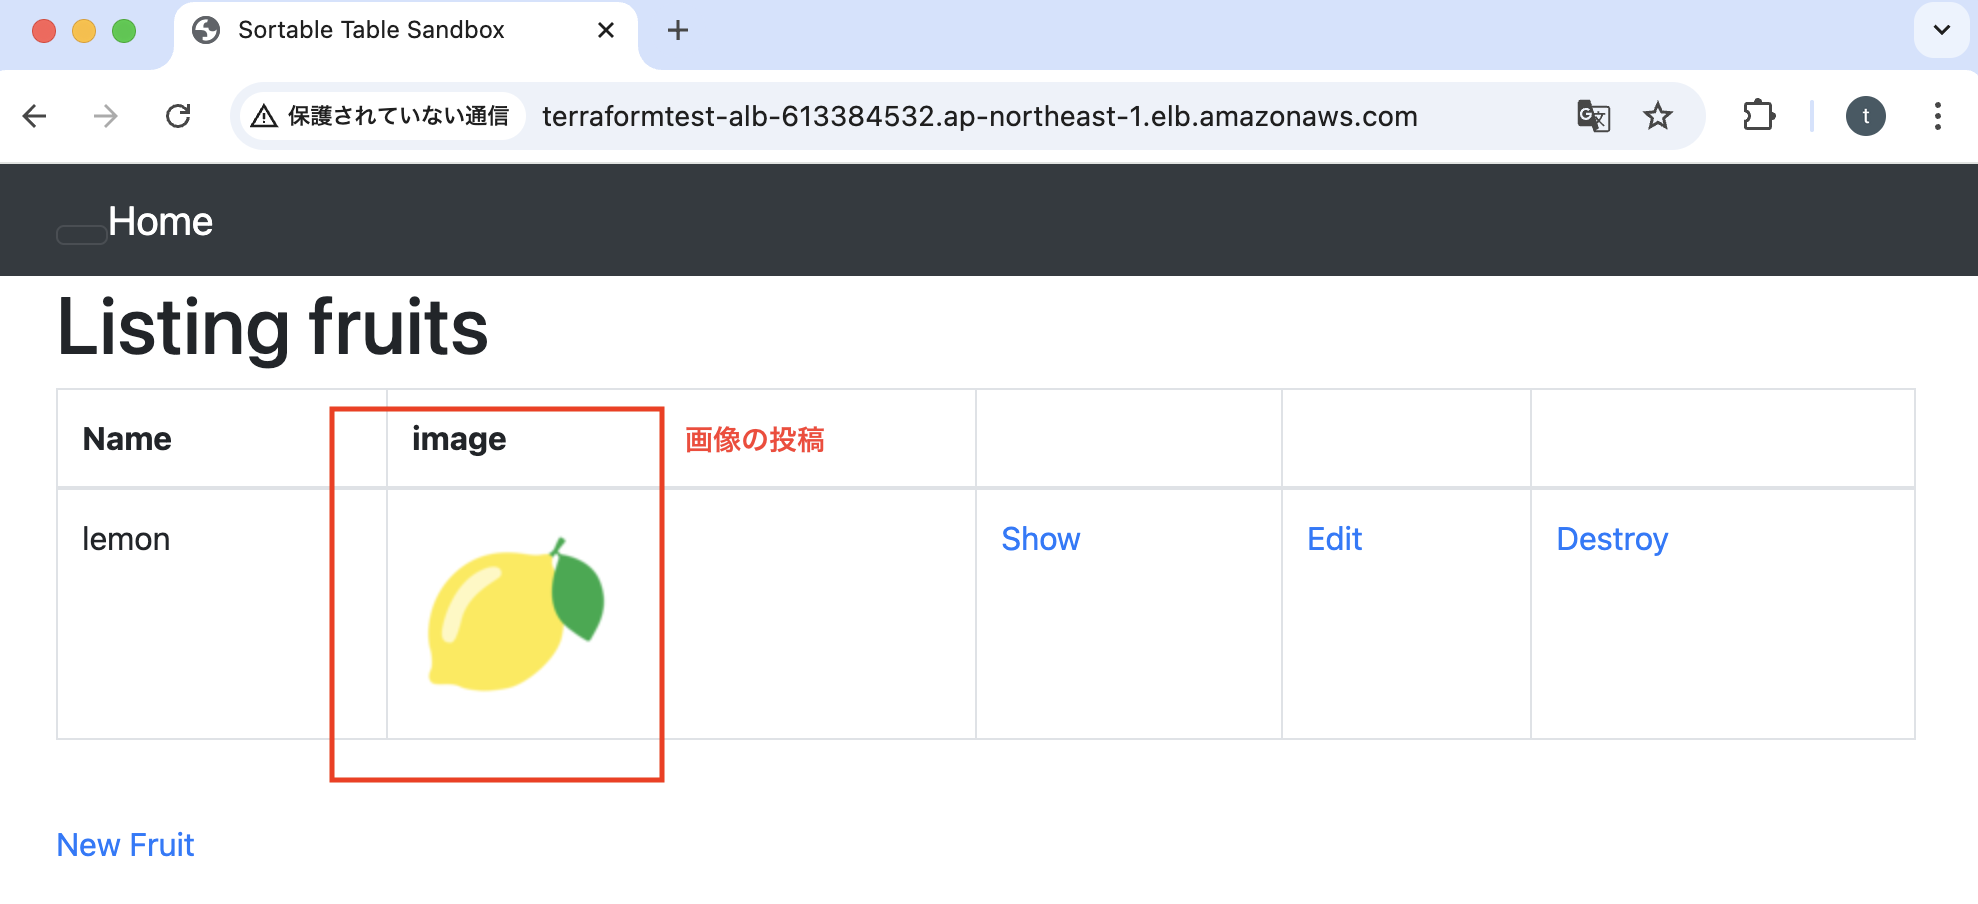 Sortable Table Sandbox
保護されていない通信 terraformtest-alb-613384532.ap-northeast-1.elb.amazonaws.com
t
Home
Listing fruits
Name image 画像の投稿
lemon Show Edit Destroy
New Fruit